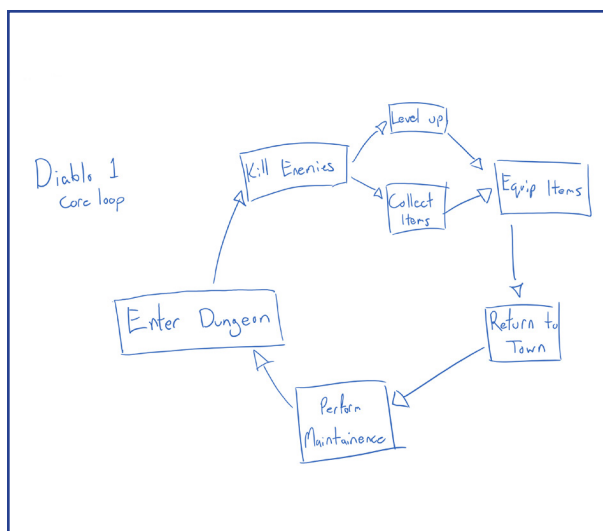 Diablo 1
Core loop
Kill Enemies
Level up
Collect
Items
Equip Items
Return to
Town
Perform
Maintainence
Enter Dungeon